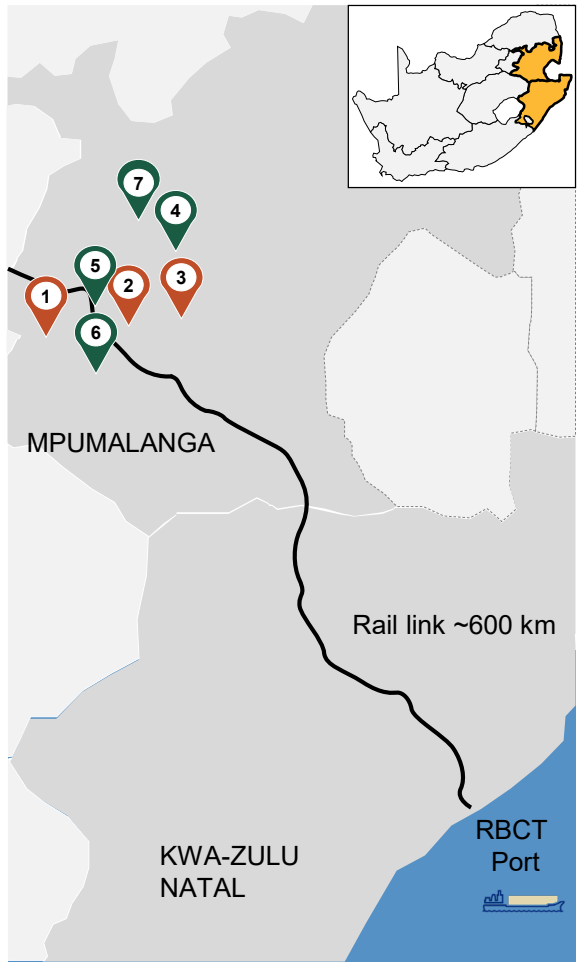 7
4
5
3
2
1
6
MPUMALANGA
Rail link ~600 km
RBCT
Port
KWA-ZULU
NATAL